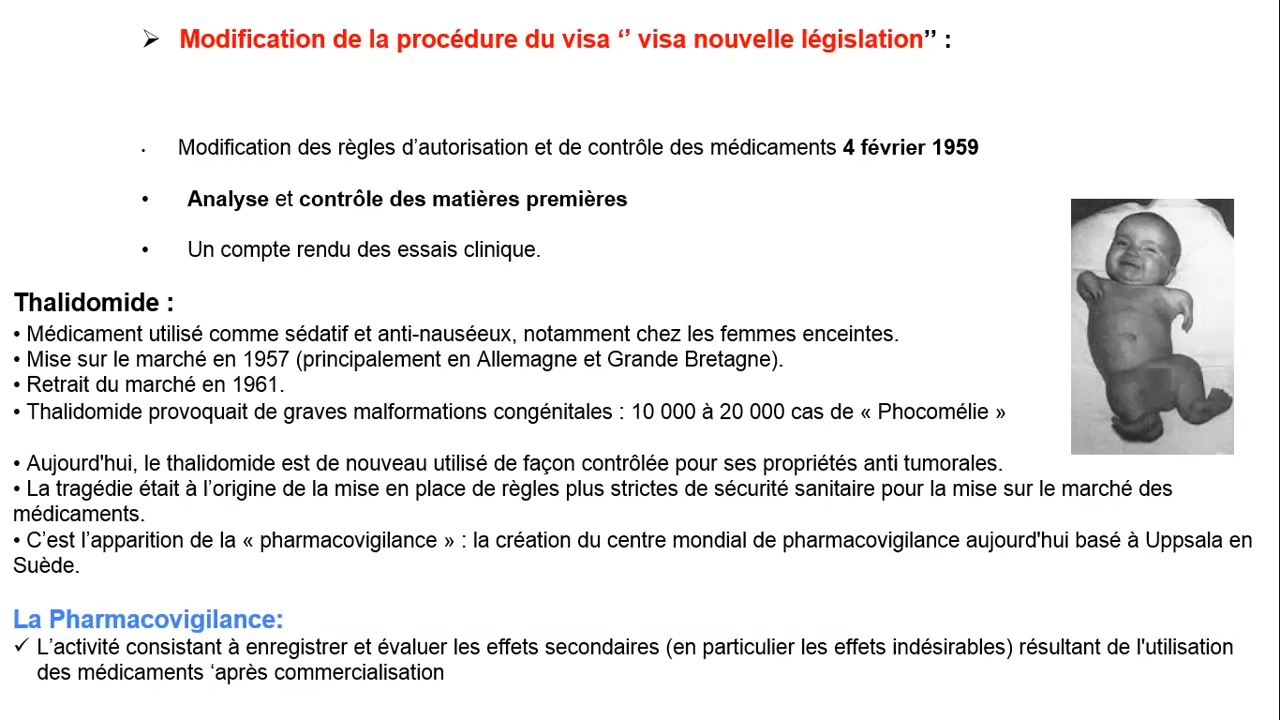 ➢ Modification de la procédure du visa ‘’ visa nouvelle législation’’ :
• Modification des règles d’autorisation et de contrôle des médicaments 4 février 1959
• Analyse et contrôle des matières premières
• Un compte rendu des essais clinique.
Thalidomide :
• Médicament utilisé comme sédatif et anti-nauséeux, notamment chez les femmes enceintes.
• Mise sur le marché en 1957 (principalement en Allemagne et Grande Bretagne).
• Retrait du marché en 1961.
• Thalidomide provoquait de graves malformations congénitales : 10 000 à 20 000 cas de « Phocomélie »
• Aujourd'hui, le thalidomide est de nouveau utilisé de façon contrôlée pour ses propriétés anti tumorales.
• La tragédie était à l’origine de la mise en place de règles plus strictes de sécurité sanitaire pour la mise sur le marché des
médicaments.
• C’est l’apparition de la « pharmacovigilance » : la création du centre mondial de pharmacovigilance aujourd'hui basé à Uppsala en
Suède.
La Pharmacovigilance:
✓ L’activité consistant à enregistrer et évaluer les effets secondaires (en particulier les effets indésirables) résultant de l'utilisation
des médicaments ‘après commercialisation